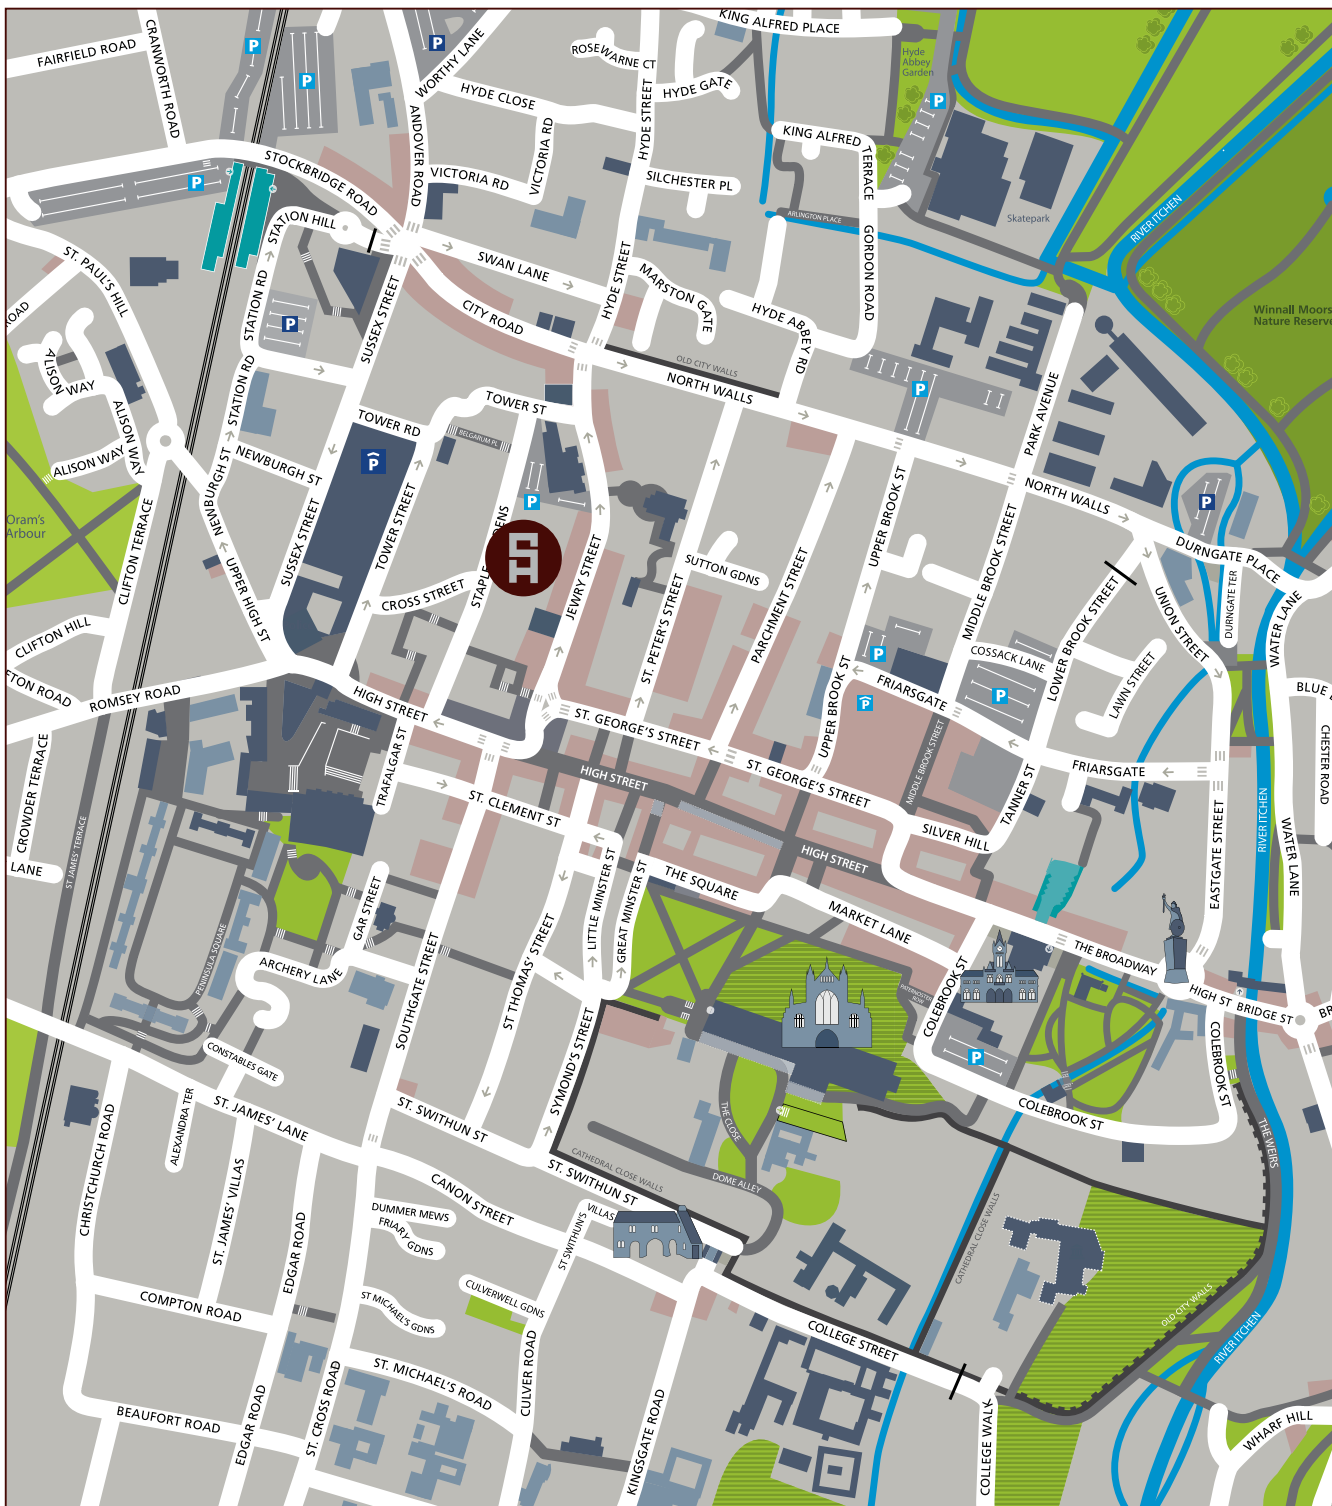 KING ALFRED PLACE
FAIRFIELD ROAD
CRANWORTH ROAD
P
P
P
WORTHY LANE
ROSEWARNE CT
Hyde
Abbey
Garden
HYDE CLOSE
HYDE GATE
HYDE STREET
P
ANDOVER ROAD
VICTORIA RD
KING ALFRED
TERRACE
STOCKBRIDGE ROAD
VICTORIA RD
SILCHESTER PL
P
ARLINGTON PLACE
Skatepark
RIVER ITCHEN
STATION HILL
ST. PAUL'S HILL
SWAN LANE
HYDE STREET
GORDON ROAD
MARSTON GATE
HYDE ABBEY RD
Winnall Moors
Nature Reserve
ROAD
STATION RD
P
SUSSEX STREET
CITY ROAD
OLD CITY WALLS
NORTH WALLS
P
PARK AVENUE
ALISON
WAY
ALISON WAY
STATION RD
TOWER ST
TOWER RD
BELGARUM PL
ALISON WAY
NEWBURGH ST
P
NEWBURGH ST
TOWER STREET
P
UPPER BROOK ST
NORTH WALLS
P
Oram's
Arbour
CLIFTON TERRACE
SUSSEX STREET
SH
JEWRY STREET
SUTTON GDNS
MIDDLE BROOK STREET
DURNGATE PLACE
UPPER HIGH ST
CROSS STREET
ST. PETER'S STREET
PARCHMENT STREET
LOWER BROOK STREET
UNION STREET
DURNGATE TER
WATER LANE
CLIFTON HILL
P
COSSACK LANE
LAWN STREET
ROMSEY ROAD
HIGH STREET
UPPER BROOK ST
FRIARSGATE
P
P
BLUE
ST. GEORGE'S STREET
CROWDER TERRACE
TRAFALGAR ST
HIGH STREET
ST. GEORGE'S STREET
MIDDLE BROOK STREET
TANNER ST
FRIARSGATE
CHESTER ROAD
ST JAMES' TERRACE
ST. CLEMENT ST
SILVER HILL
RIVER ITCHEN
EASTGATE STREET
WATER LANE
LANE
HIGH STREET
THE SQUARE
LITTLE MINSTER ST
GREAT MINSTER ST
MARKET LANE
GAR STREET
PENINSULA SQUARE
ARCHERY LANE
SOUTHGATE STREET
ST THOMAS' STREET
THE BROADWAY
COLEBROOK ST
PATERNOSTER
ROW
HIGH ST
BRIDGE ST
BR
CONSTABLES GATE
SYMOND'S STREET
P
COLEBROOK ST
ALEXANDRA TER
ST. JAMES' LANE
ST. SWITHUN ST
THE CLOSE
COLEBROOK ST
THE WEIRS
CHRISTCHURCH ROAD
ST. JAMES' VILLAS
CATHEDRAL CLOSE WALLS
ST. SWITHUN ST
DOME ALLEY
CANON STREET
DUMMER MEWS
FRIARY
GDNS
ST SWITHUN'S
VILLAS
CATHEDRAL CLOSE WALLS
EDGAR ROAD
COMPTON ROAD
ST MICHAEL'S GDNS
CULVERWELL GDNS
OLD CITY WALLS
RIVER ITCHEN
COLLEGE STREET
ST. MICHAEL'S ROAD
CULVER ROAD
BEAUFORT ROAD
EDGAR ROAD
ST. CROSS ROAD
KINGSGATE ROAD
COLLEGE WALK
WHARF HILL